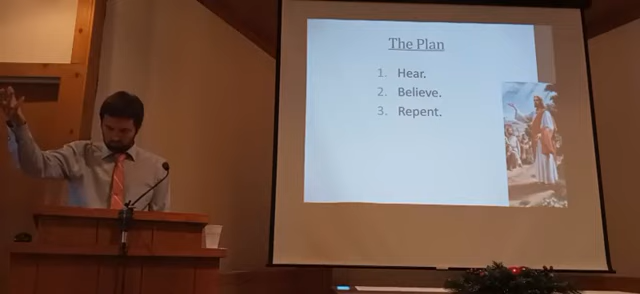 The Plan
1. Hear.
2. Believe.
3. Repent.